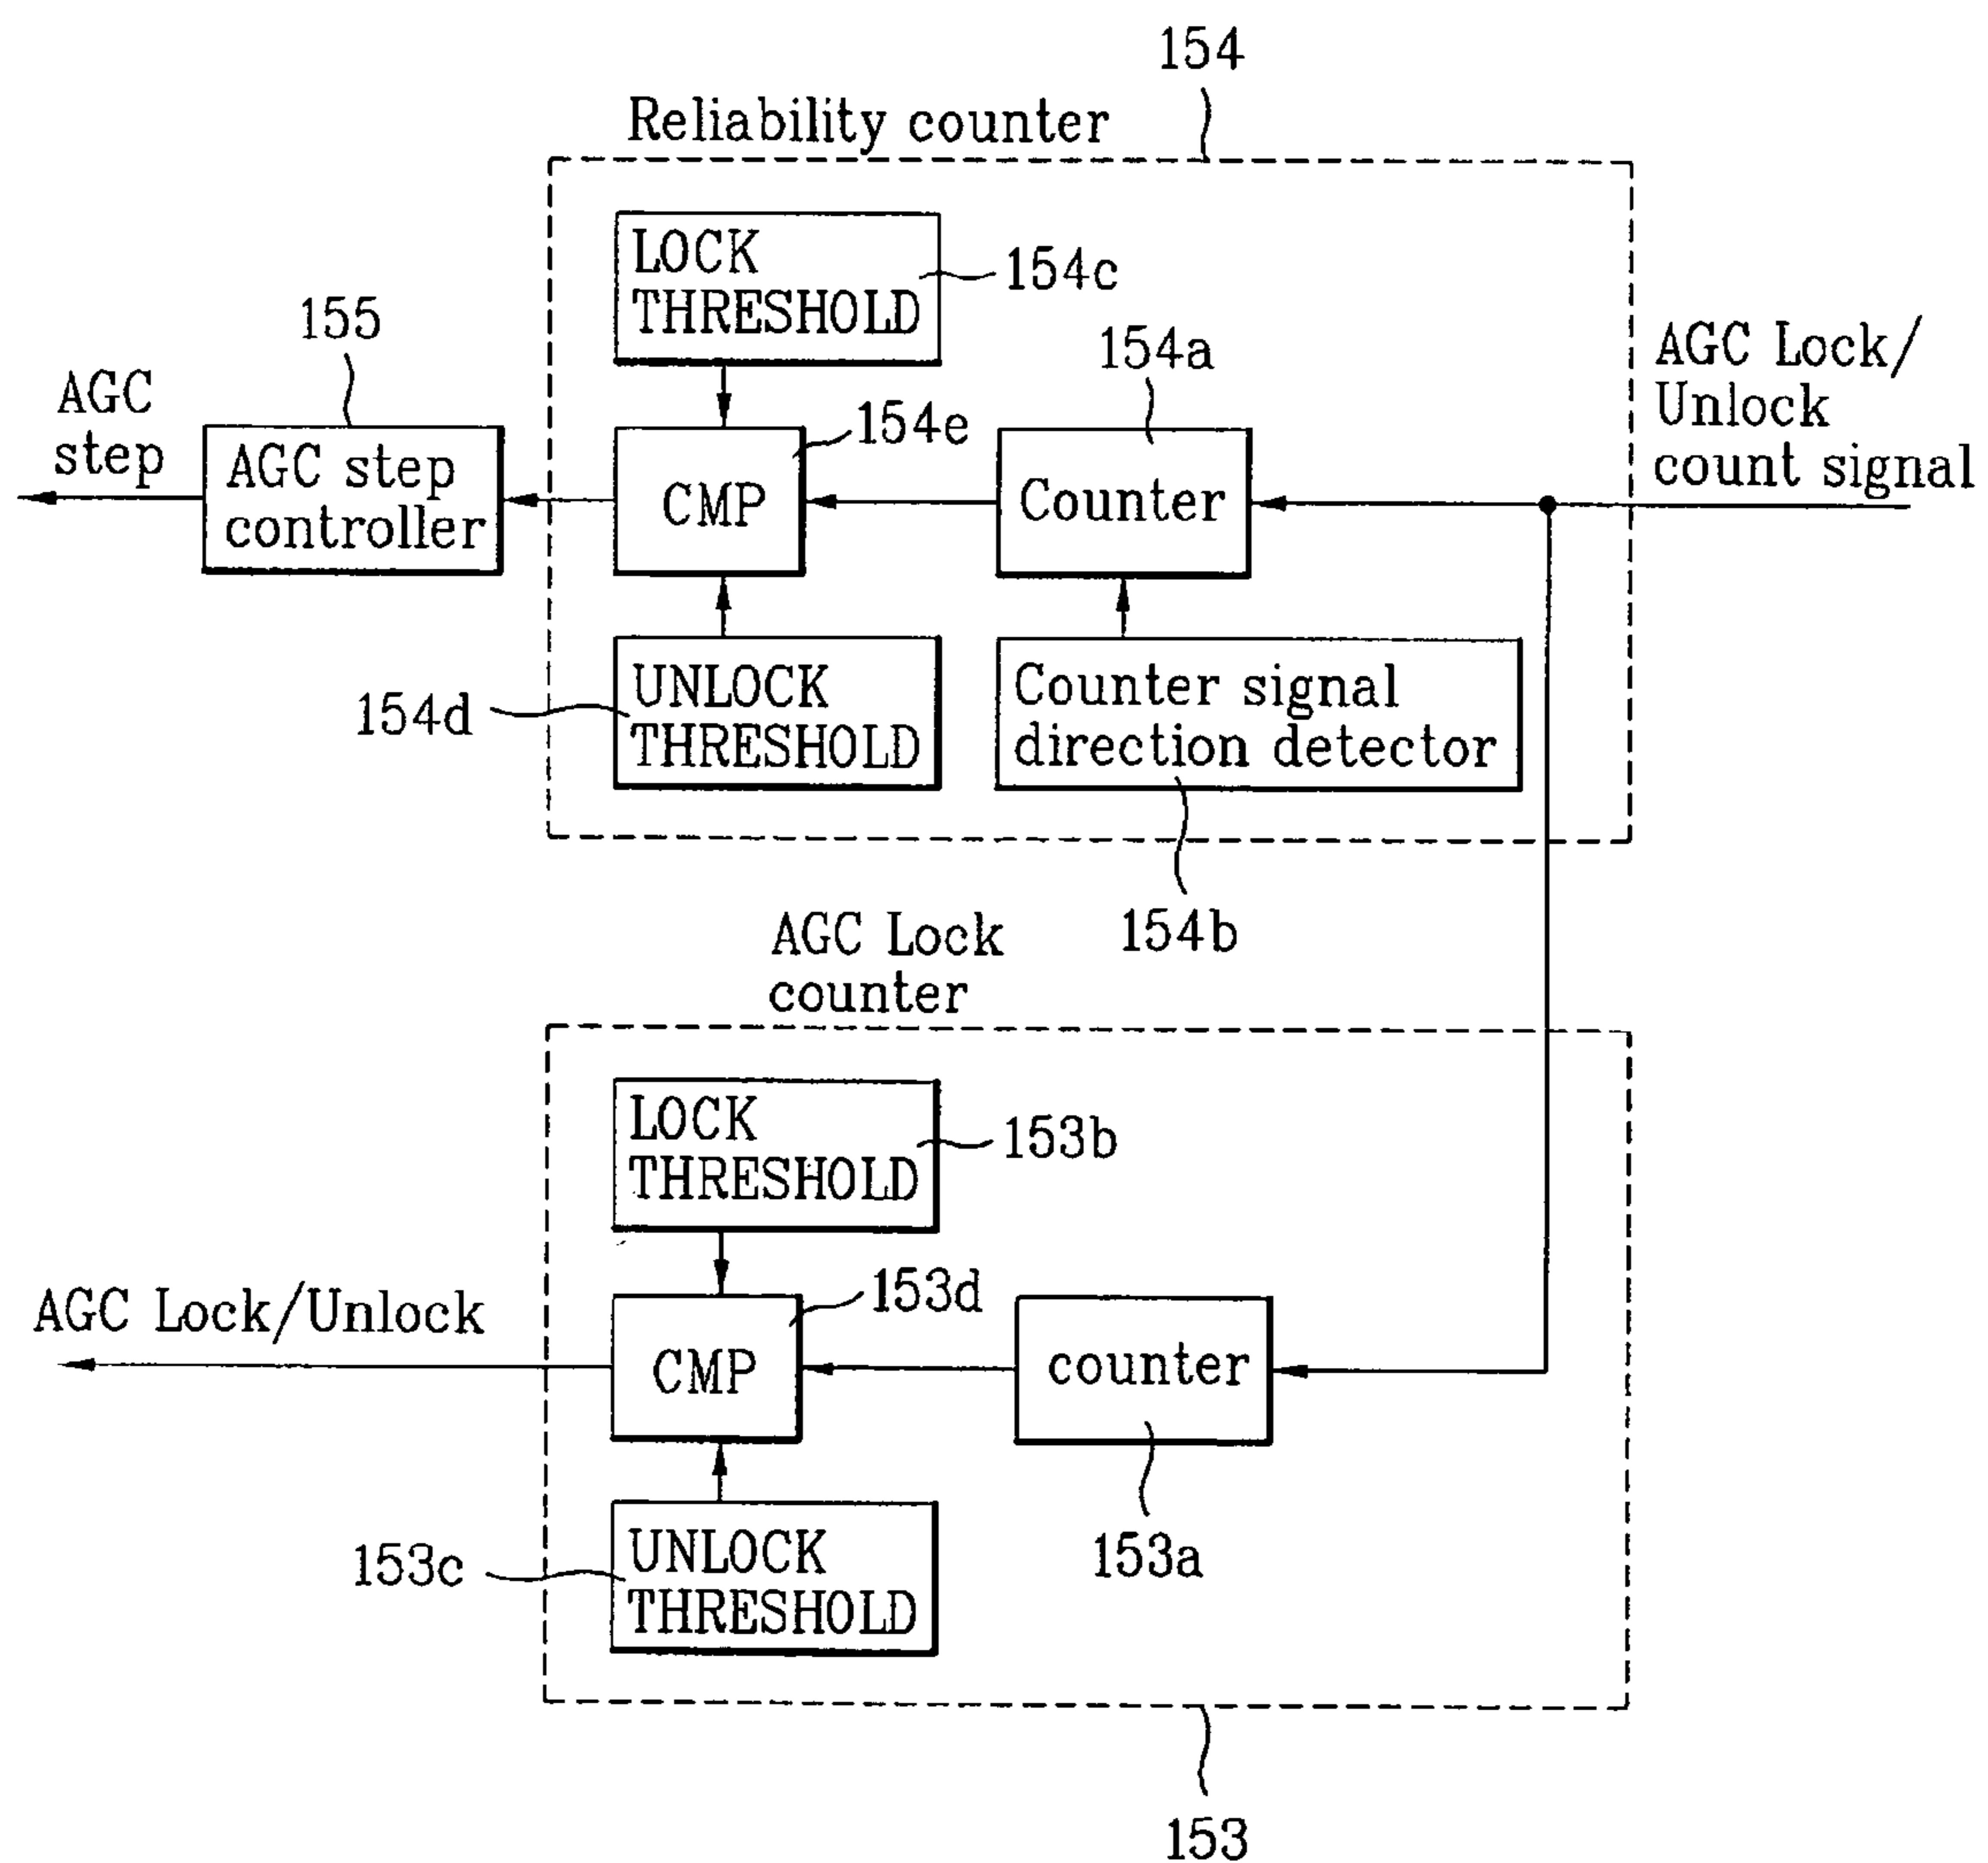 154
Reliability counter
LOCK
THRESHOLD
154c
155
154a
AGC Lock/
Unlock
count signal
AGC
step
AGC step
controller
154e
CMP
Counter
154d
UNLOCK
THRESHOLD
Counter signal
direction detector
154b
AGC Lock
counter
LOCK
THRESHOLD
153b
AGC Lock/Unlock
153d
CMP
counter
153c
UNLOCK
THRESHOLD
153a
153